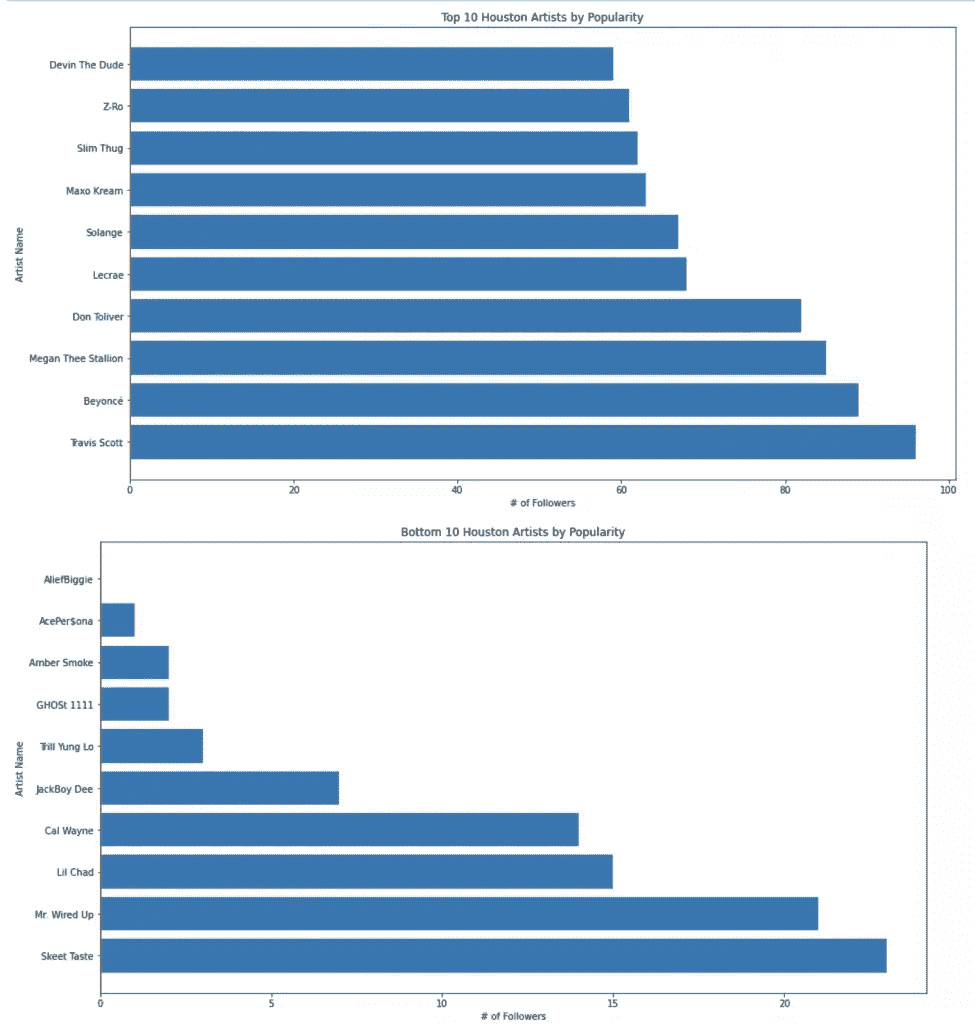 Top 10 Houston Artists by Popularity
Devin The Dude
Z-Ro
Slim Thug
Maxo Kream
Solange
Lecrae
Don Toliver
Megan Thee Stallion
Beyoncé
Travis Scott
Artist Name
0 20 40 60 80 100
# of Followers
Bottom 10 Houston Artists by Popularity
AliefBiggie
AcePer$ona
Amber Smoke
GHOSt 1111
Trill Yung Lo
JackBoy Dee
Cal Wayne
Lil Chad
Mr. Wired Up
Skeet Taste
Artist Name
0 5 10 15 20
# of Followers